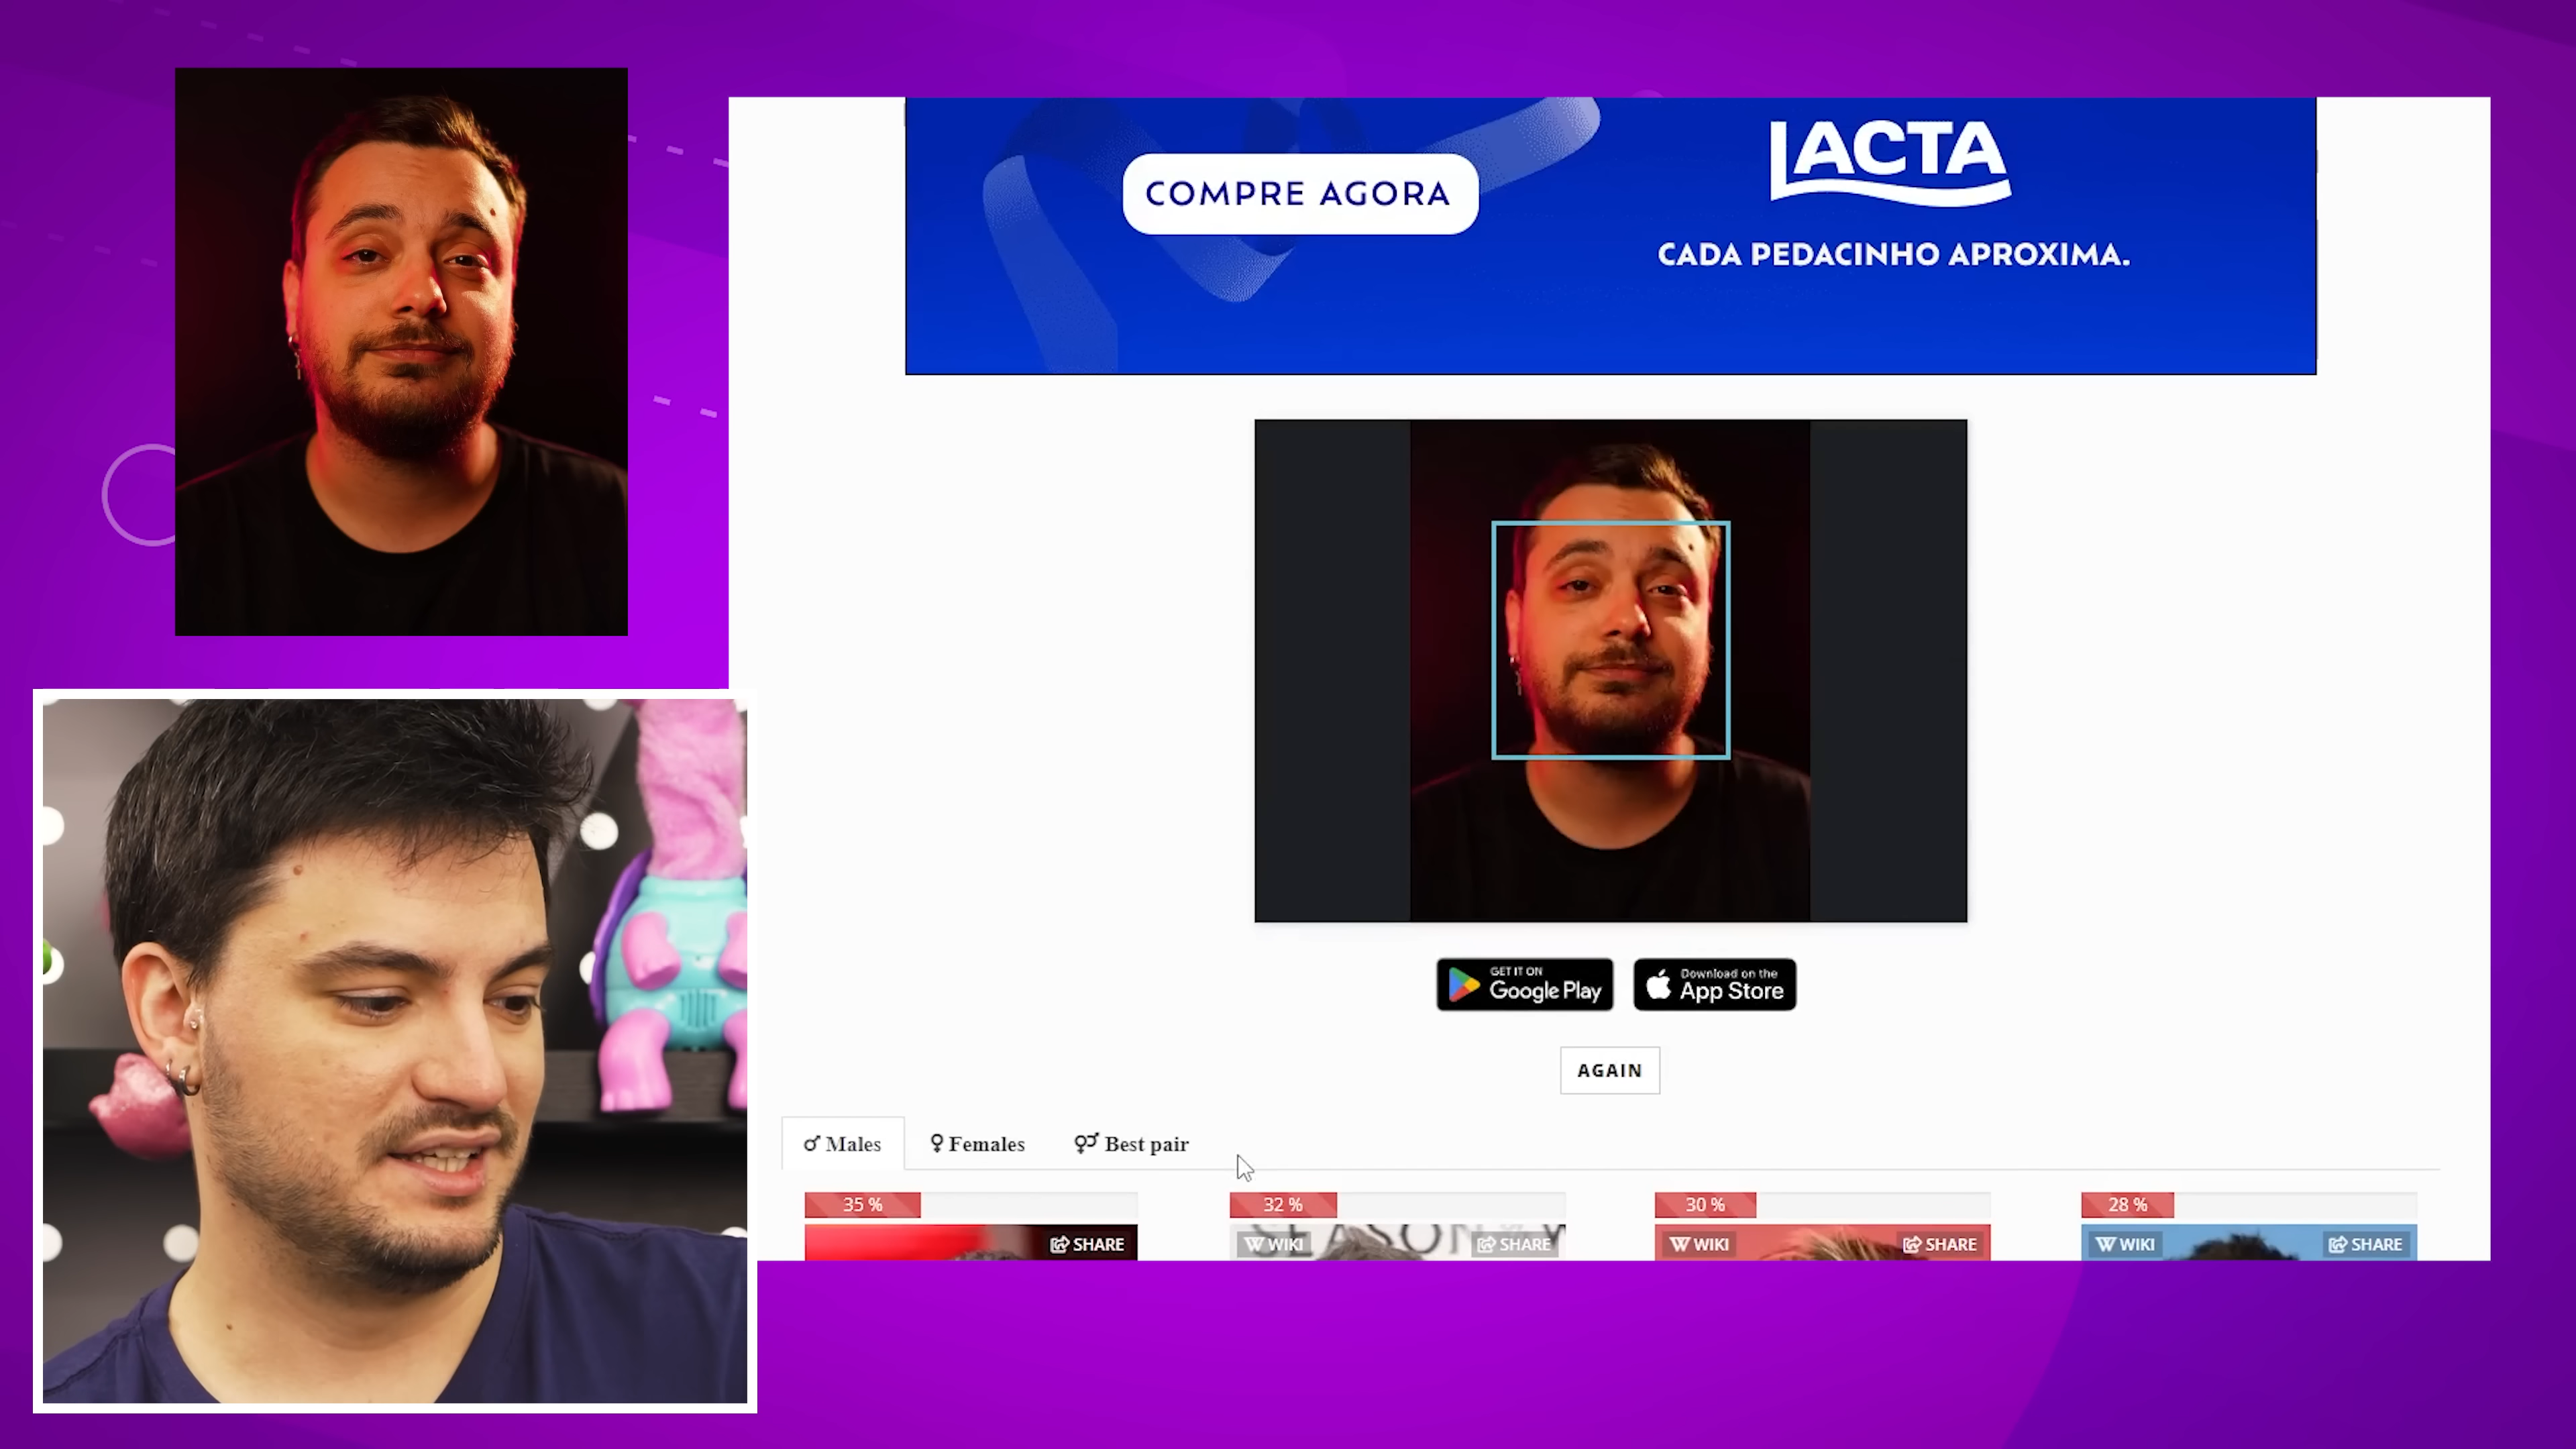 LACTA
COMPRE AGORA
CADA PEDACINHO APROXIMA.
GET IT ON
Google Play
Download on the
App Store
AGAIN
Males
Females
Best pair
35 %
32 %
30 %
28 %
SHARE
WIKI
SHARE
WIKI
SHARE
WIKI
SHARE